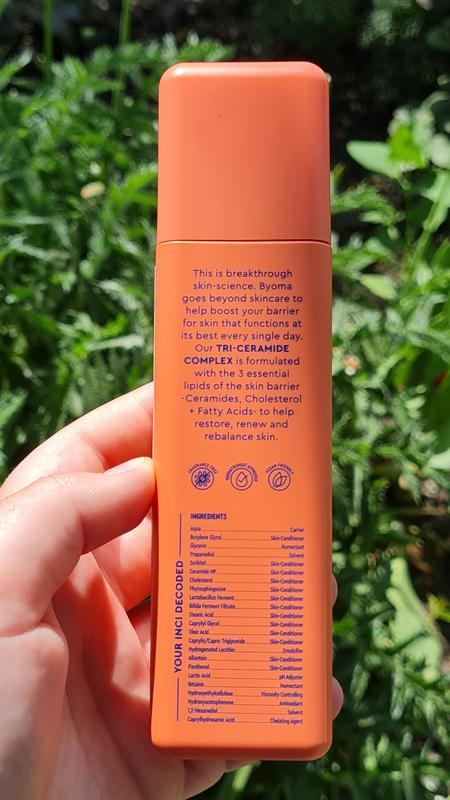 This is breakthrough
skin-science. Byoma
goes beyond skincare to
help boost your barrier
for skin that functions at
its best every single day.
Our TRI-CERAMIDE
COMPLEX is formulated
with the 3 essential
lipids of the skin barrier
-Ceramides, Cholesterol
+ Fatty Acids- to help
restore, renew and
rebalance skin.
FRAGRANCE FREE
DERMATOLOGIST APPROVED
VEGAN FRIENDLY
YOUR INCI DECODED
INGREDIENTS
Aqua Carrier
Butylene Glycol Skin-Conditioner
Glycerin Humectant
Propanediol Solvent
Sorbitol Skin-Conditioner
Ceramide NP Skin-Conditioner
Cholesterol Skin-Conditioner
Phytosphingosine Skin-Conditioner
Lactobacillus Ferment Skin-Conditioner
Bifida Ferment Filtrate Skin-Conditioner
Stearic Acid Skin-Conditioner
Caprylyl Glycol Skin-Conditioner
Oleic Acid Skin-Conditioner
Caprylic/Capric Triglyceride Skin-Conditioner
Hydrogenated Lecithin Emulsifier
Allantoin Skin-Conditioner
Panthenol Skin-Conditioner
Lactic Acid pH Adjuster
Betaine Humectant
Hydroxyethylcellulose Viscosity Controlling
Hydroxyacetophenone Antioxidant
1,2-Hexanediol Solvent
Caprylhydroxamic Acid Chelating Agent